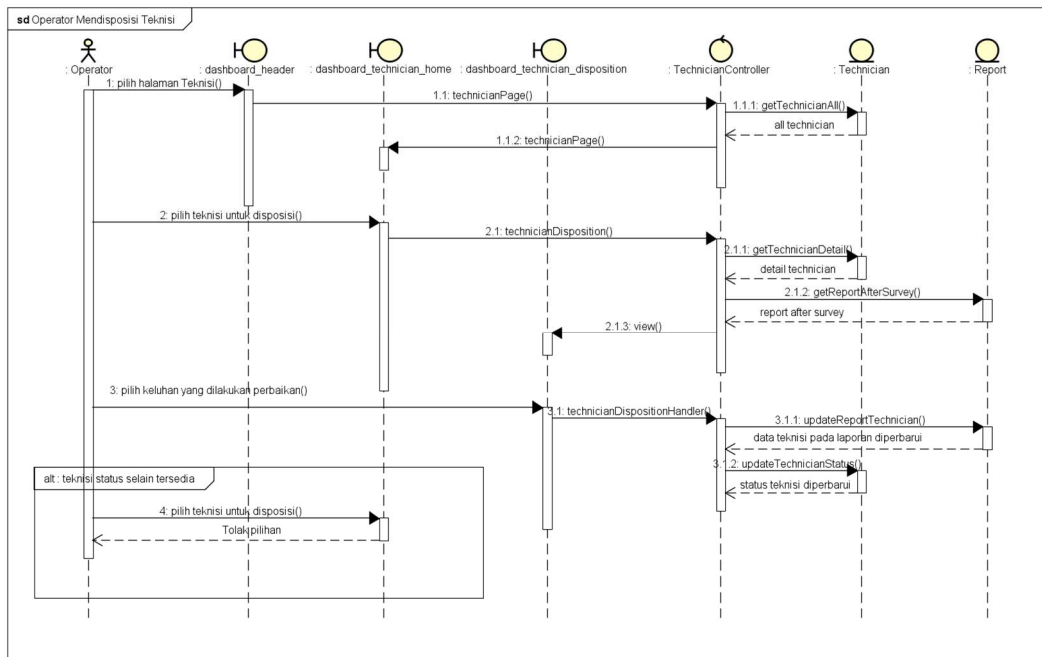 sd Operator Mendisposisi Teknisi
: Operator
: dashboard_header
: dashboard_technician_home
: dashboard_technician_disposition
: TechnicianController
: Technician
: Report
1: pilih halaman Teknisi()
1.1: technicianPage()
1.1.1: getTechnicianAll()
all technician
1.1.2: technicianPage()
2: pilih teknisi untuk disposisi()
2.1: technicianDisposition()
2.1.1: getTechnicianDetail()
detail technician
2.1.2: getReportAfterSurvey()
report after survey
2.1.3: view()
3: pilih keluhan yang dilakukan perbaikan()
3.1: technicianDispositionHandler()
3.1.1: updateReportTechnician()
data teknisi pada laporan diperbarui
3.1.2: updateTechnicianStatus()
status teknisi diperbarui
alt : teknisi status selain tersedia
4: pilih teknisi untuk disposisi()
Tolak pilihan